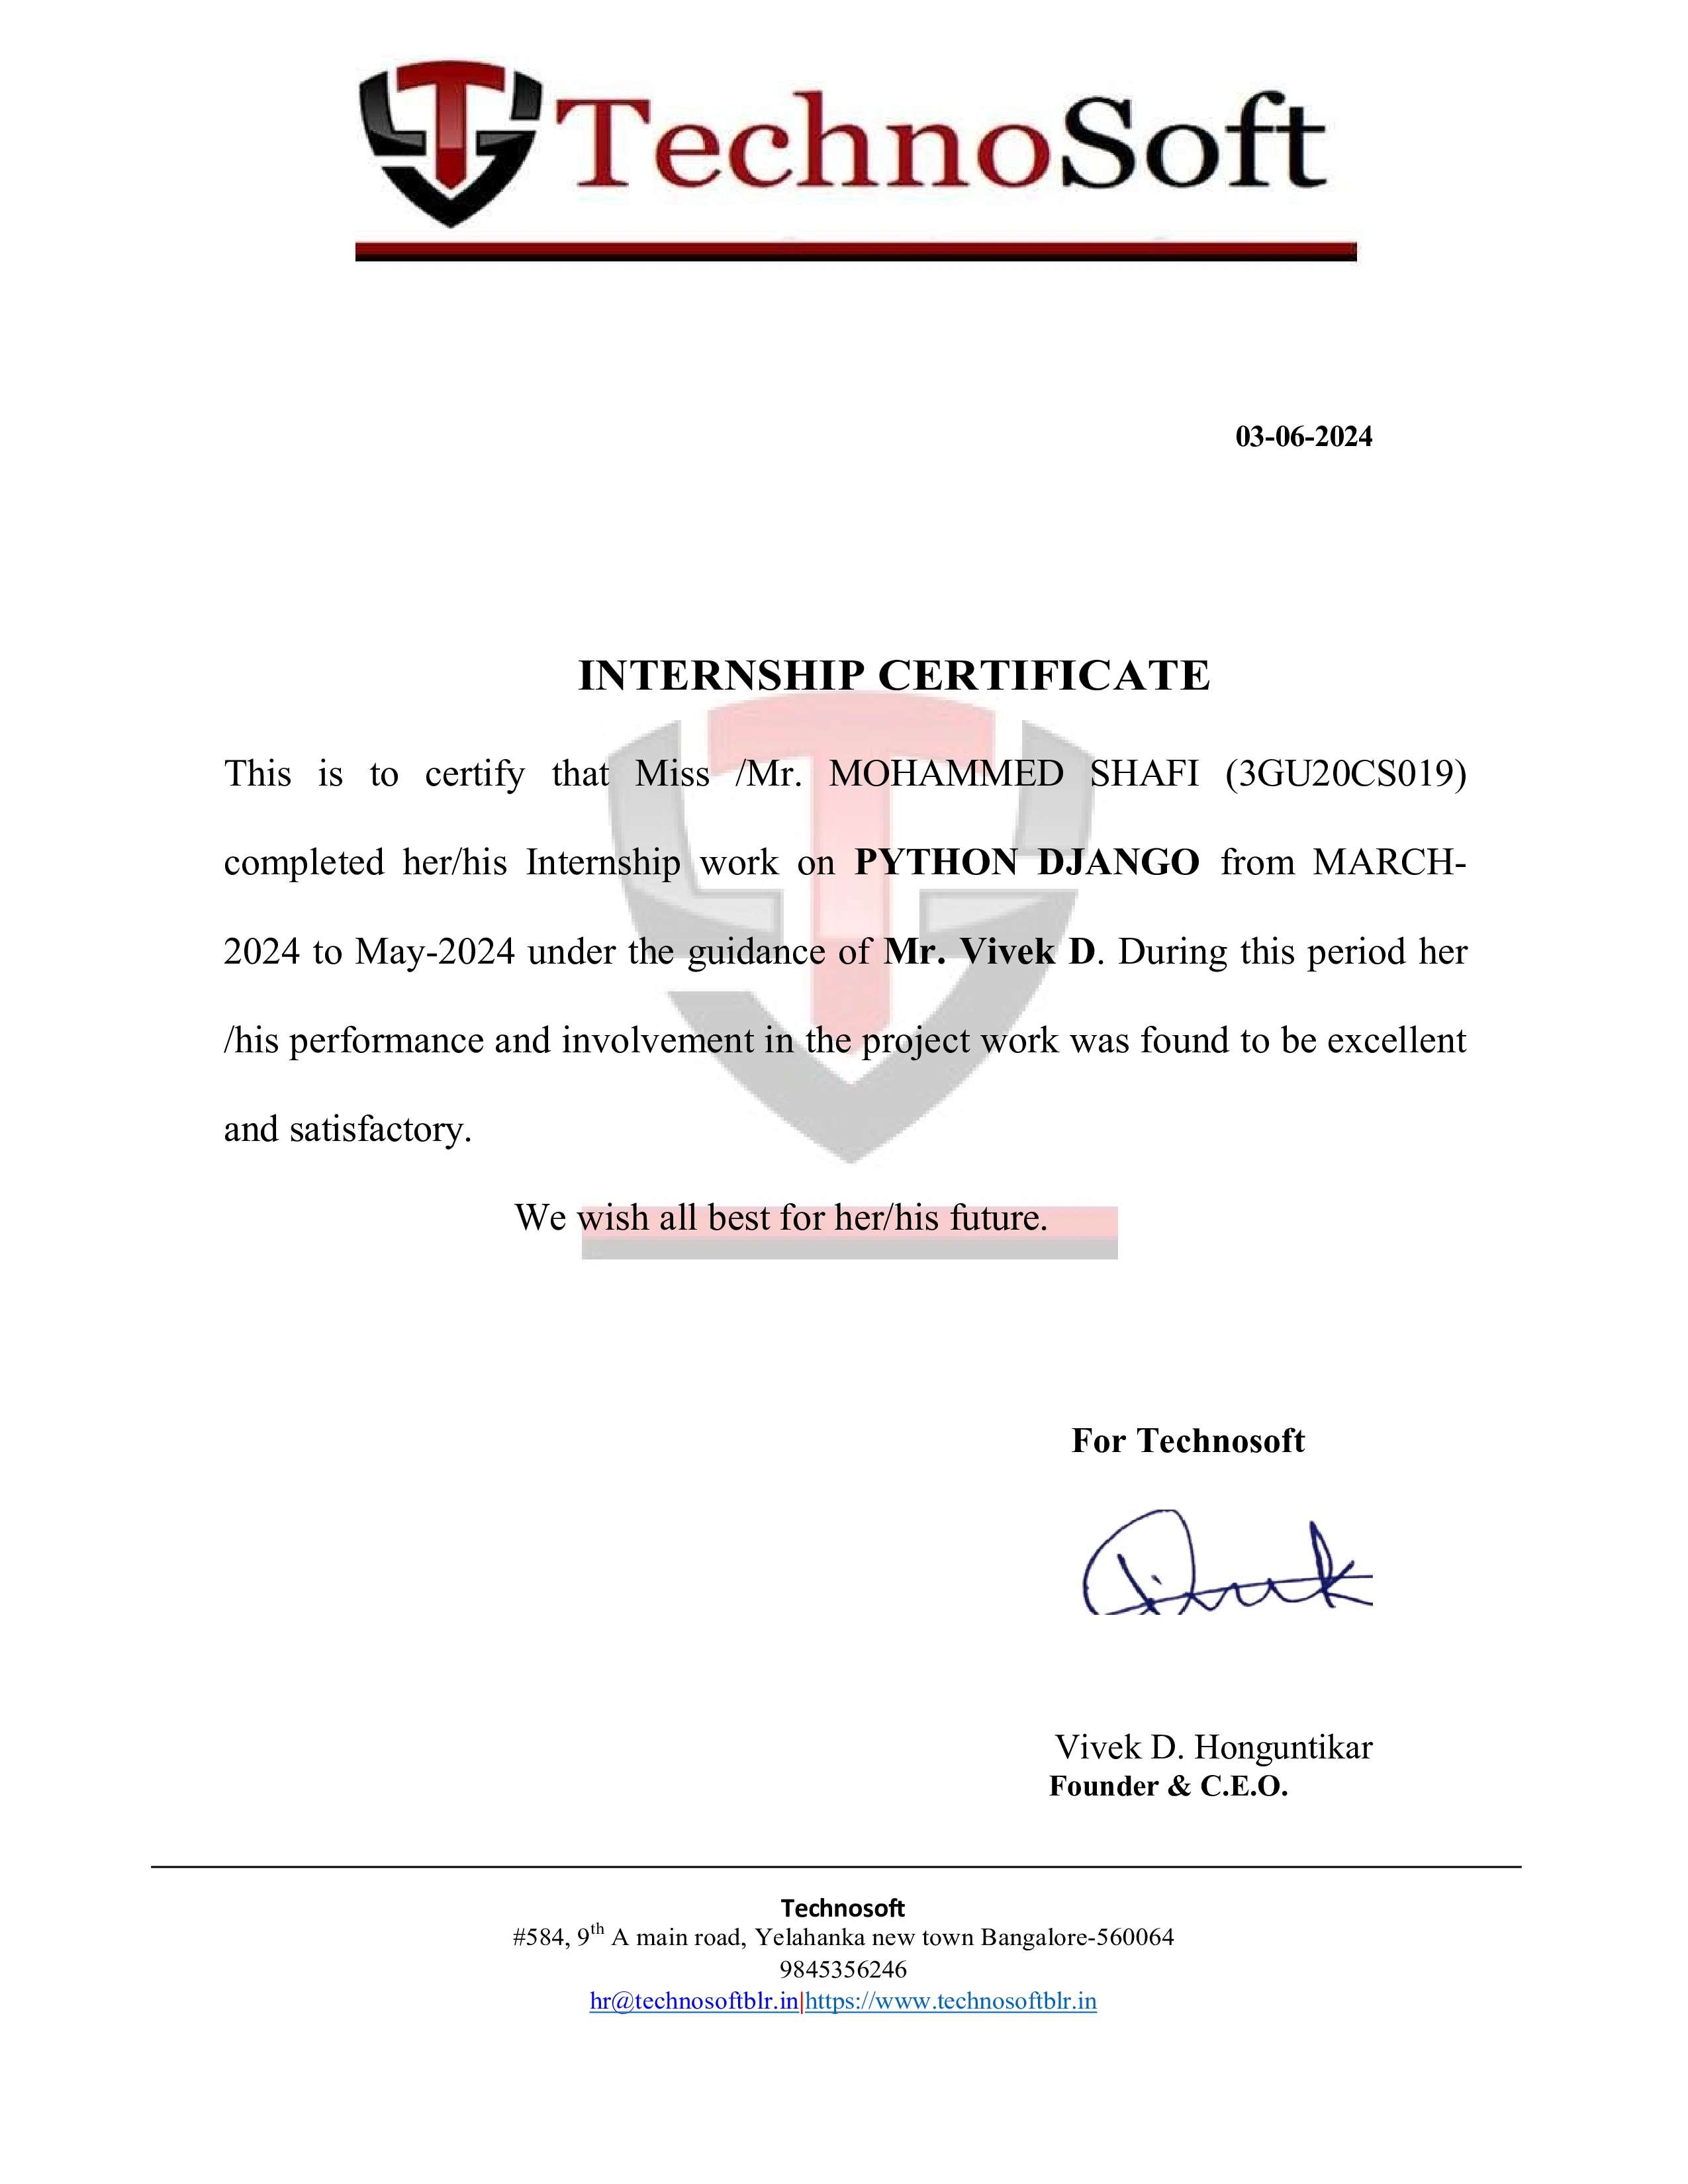 TechnoSoft
03-06-2024
INTERNSHIP CERTIFICATE
This is to certify that Miss /Mr. MOHAMMED SHAFI (3GU20CS019)
completed her/his Internship work on PYTHON DJANGO from MARCH-
2024 to May-2024 under the guidance of Mr. Vivek D. During this period her
/his performance and involvement in the project work was found to be excellent
and satisfactory.
We wish all best for her/his future.
For Technosoft
Vivek D. Honguntikar
Founder & C.E.O.
Technosoft
#584, 9th A main road, Yelahanka new town Bangalore-560064
9845356246
hr@technosoftblr.in|https://www.technosoftblr.in